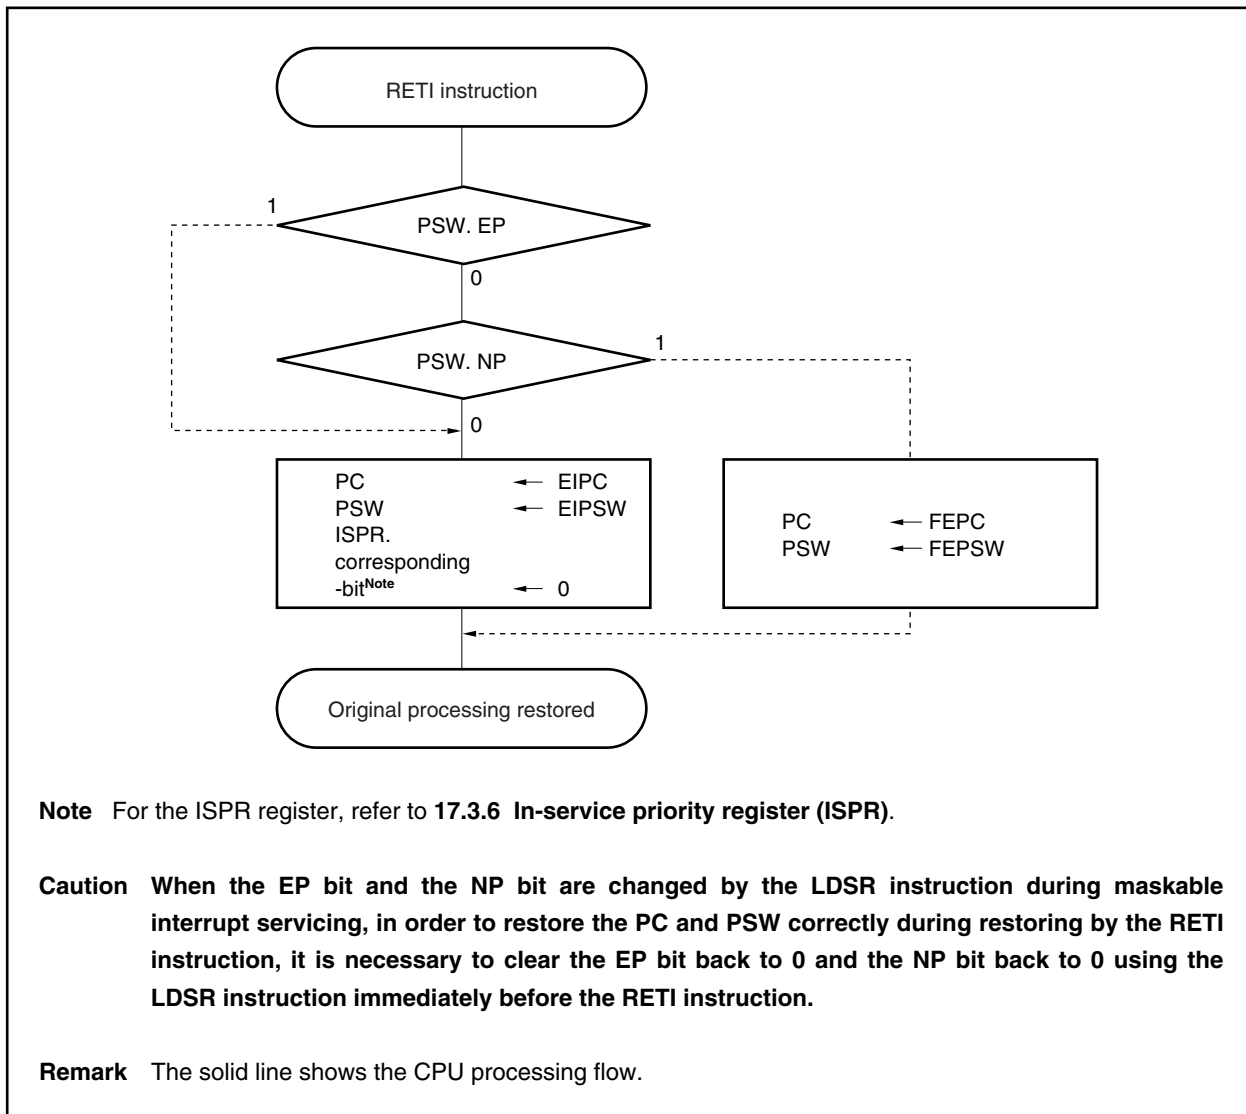 RETI instruction
1
PSW. EP
0
PSW. NP
1
0
PC ← EIPC
PSW ← EIPSW
ISPR.
corresponding
-bitNote ← 0
PC ← FEPC
PSW ← FEPSW
Original processing restored
Note For the ISPR register, refer to 17.3.6 In-service priority register (ISPR).
Caution When the EP bit and the NP bit are changed by the LDSR instruction during maskable
interrupt servicing, in order to restore the PC and PSW correctly during restoring by the RETI
instruction, it is necessary to clear the EP bit back to 0 and the NP bit back to 0 using the
LDSR instruction immediately before the RETI instruction.
Remark The solid line shows the CPU processing flow.